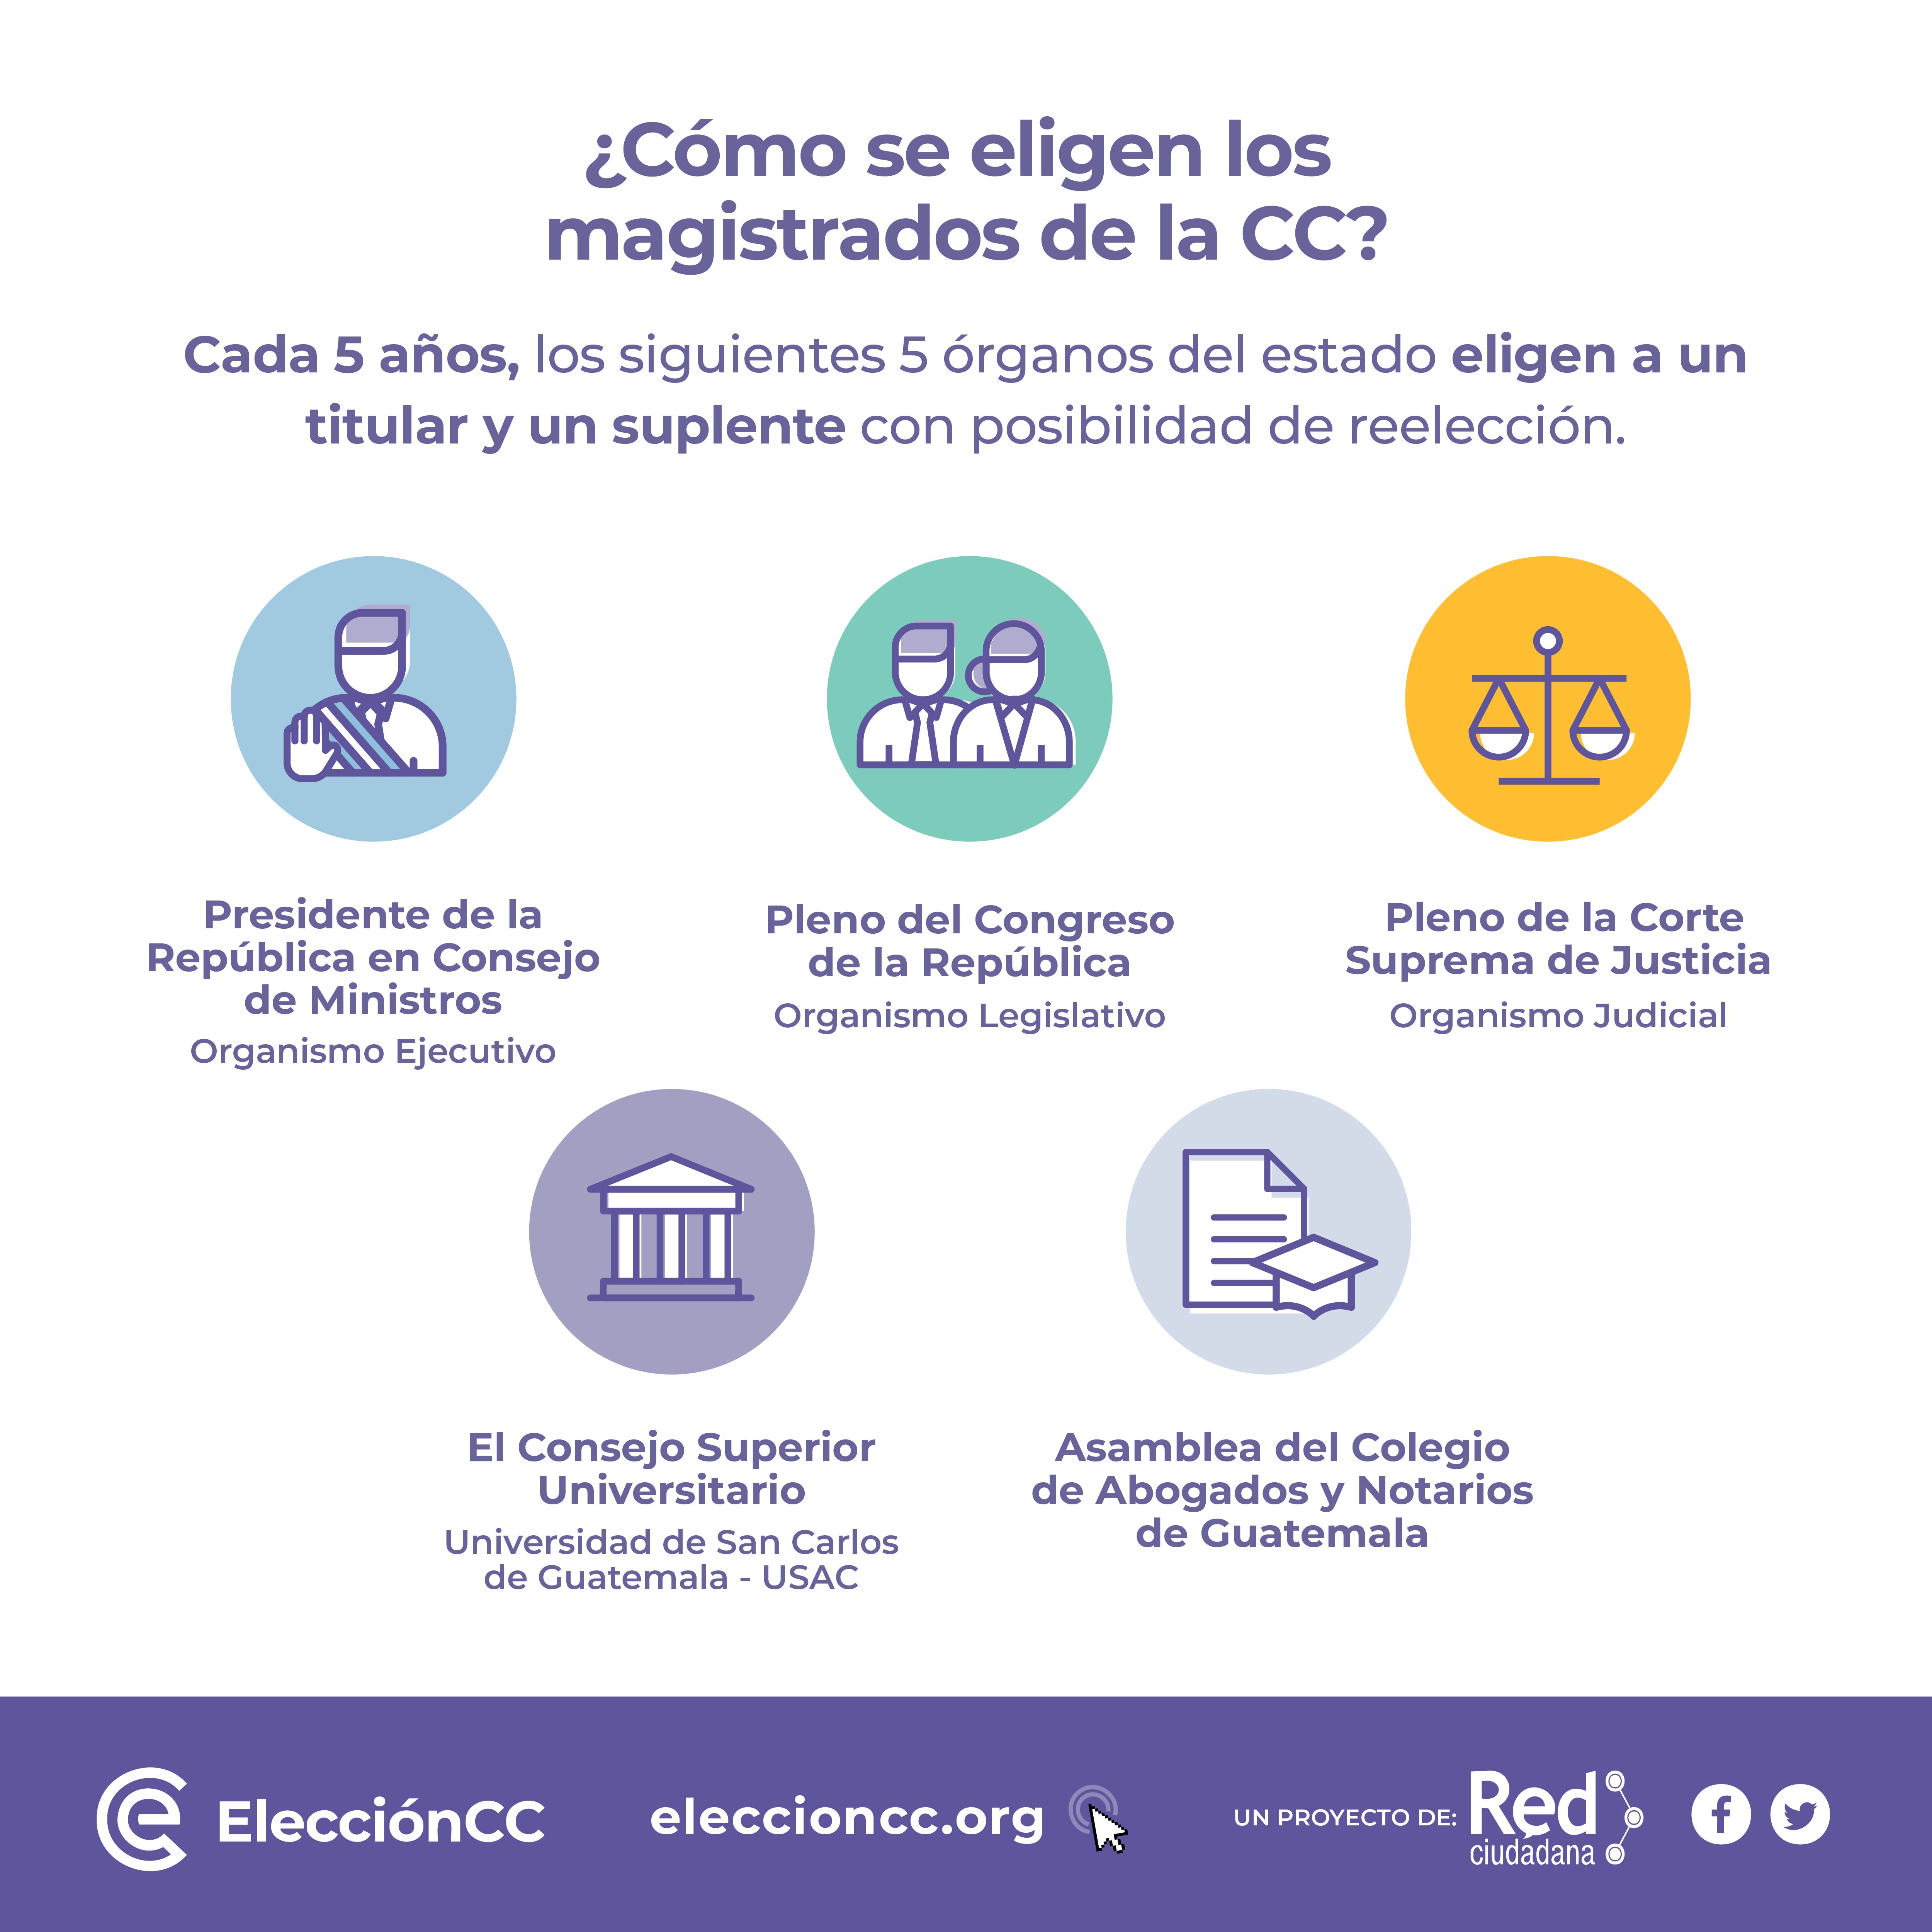 ¿Cómo se eligen los
magistrados de la CC?
Cada 5 años, los siguientes 5 órganos del estado eligen a un
titular y un suplente con posibilidad de reelección.
Presidente de la
República en Consejo
de Ministros
Organismo Ejecutivo
Pleno del Congreso
de la República
Organismo Legislativo
Pleno de la Corte
Suprema de Justicia
Organismo Judicial
El Consejo Superior
Universitario
Universidad de San Carlos
de Guatemala - USAC
Asamblea del Colegio
de Abogados y Notarios
de Guatemala
ElecciónCC
eleccioncc.org
UN PROYECTO DE:
Red
ciudadana